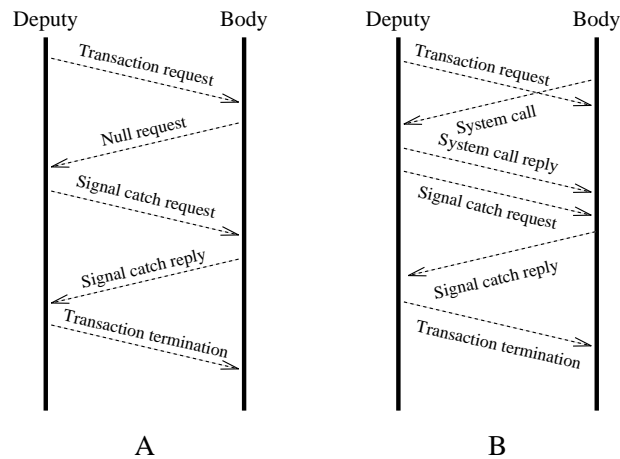 Deputy
Body
Transaction request
Null request
Signal catch request
Signal catch reply
Transaction termination
A
Deputy
Body
Transaction request
System call
System call reply
Signal catch request
Signal catch reply
Transaction termination
B